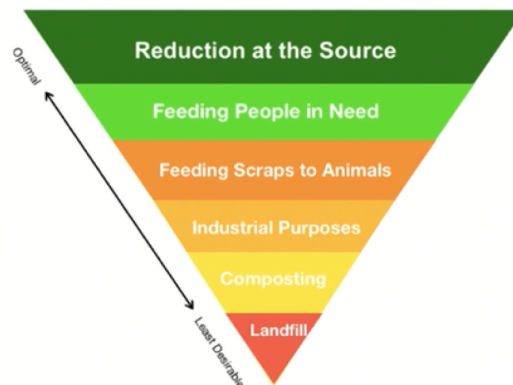 Reduction at the Source
Optimal
Feeding People in Need
Feeding Scraps to Animals
Industrial Purposes
Composting
Landfill
Least Desirable